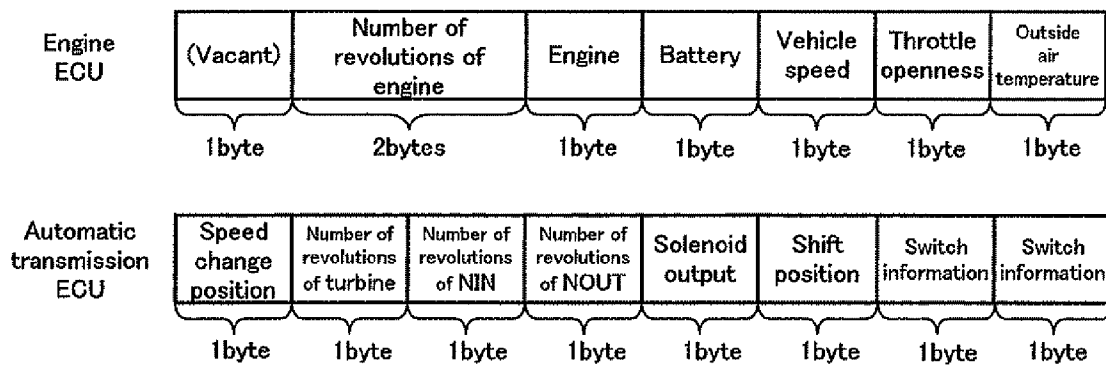 Engine
ECU
(Vacant)
Number of
revolutions of
engine
Engine
Battery
Vehicle
speed
Throttle
openness
Outside
air
temperature
1byte
2bytes
1byte
1byte
1byte
1byte
1byte
Automatic
transmission
ECU
Speed
change
position
Number of
revolutions
of turbine
Number of
revolutions
of NIN
Number of
revolutions
of NOUT
Solenoid
output
Shift
position
Switch
information
Switch
information
1byte
1byte
1byte
1byte
1byte
1byte
1byte
1byte